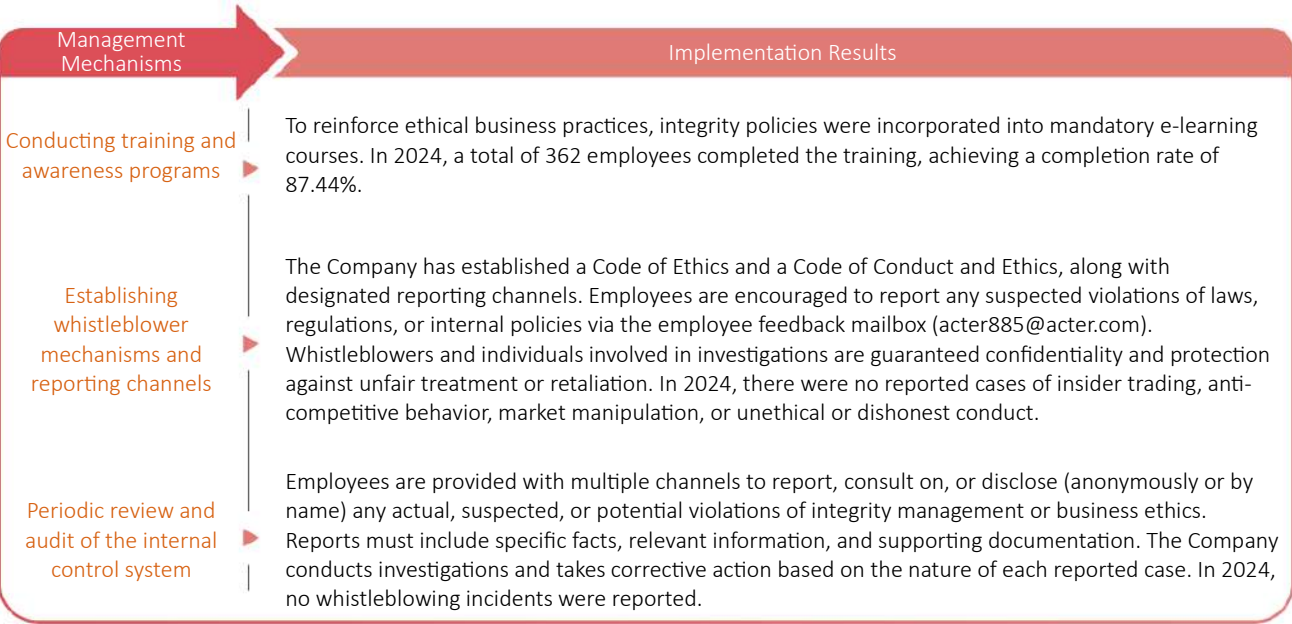 Management
Mechanisms
Implementation Results
Conducting training and
awareness programs
To reinforce ethical business practices, integrity policies were incorporated into mandatory e-learning
courses. In 2024, a total of 362 employees completed the training, achieving a completion rate of
87.44%.
Establishing
whistleblower
mechanisms and
reporting channels
The Company has established a Code of Ethics and a Code of Conduct and Ethics, along with
designated reporting channels. Employees are encouraged to report any suspected violations of laws,
regulations, or internal policies via the employee feedback mailbox (acter885@acter.com).
Whistleblowers and individuals involved in investigations are guaranteed confidentiality and protection
against unfair treatment or retaliation. In 2024, there were no reported cases of insider trading, anti-
competitive behavior, market manipulation, or unethical or dishonest conduct.
Periodic review and
audit of the internal
control system
Employees are provided with multiple channels to report, consult on, or disclose (anonymously or by
name) any actual, suspected, or potential violations of integrity management or business ethics.
Reports must include specific facts, relevant information, and supporting documentation. The Company
conducts investigations and takes corrective action based on the nature of each reported case. In 2024,
no whistleblowing incidents were reported.